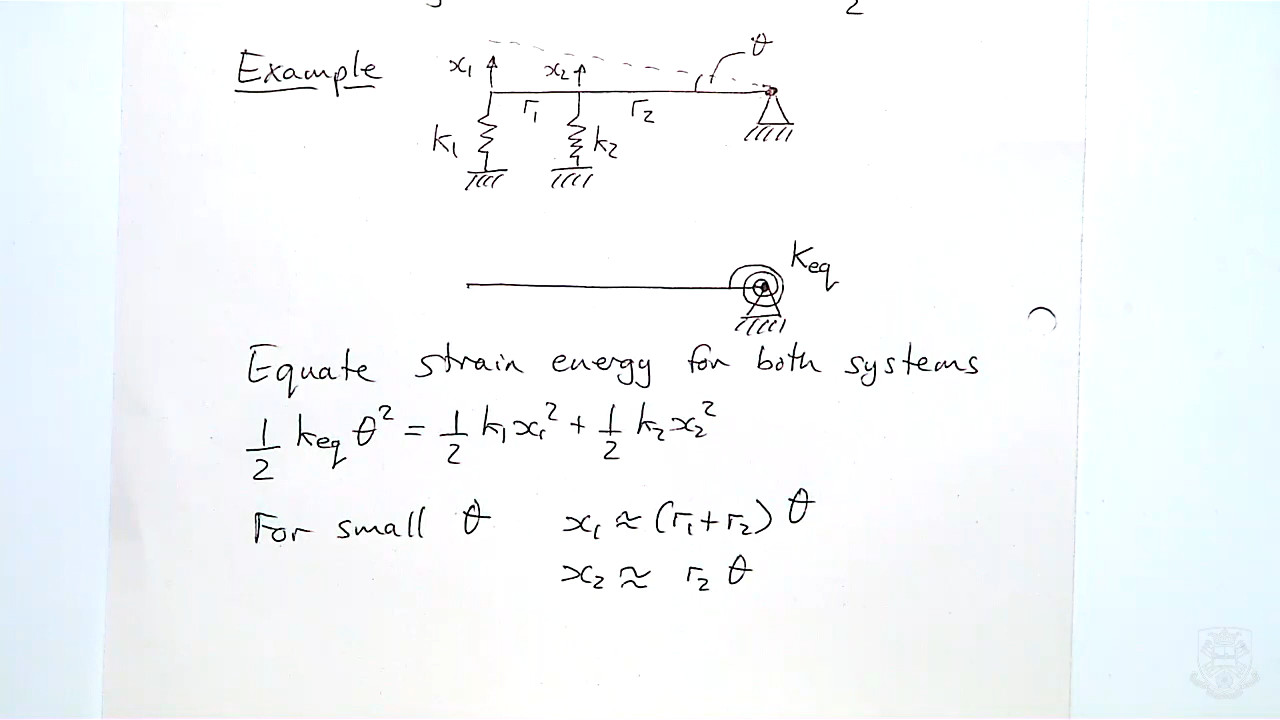 2
Example x₁ x₂ θ
r₁ r₂
k₁ k₂
Keq
Equate strain energy for both systems
1/2 keq θ² = 1/2 k₁x₁² + 1/2 k₂x₂²
For small θ x₁ ≈ (r₁+r₂) θ
x₂ ≈ r₂ θ